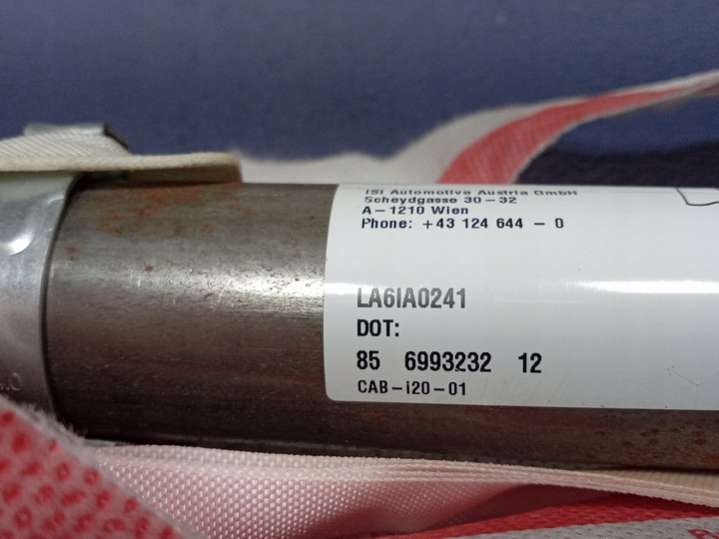 ISI Automotive Austria GmbH
Scheydgasse 30-32
A-1210 Wien
Phone: +43 124 644 - 0
LA6IA0241
DOT:
85 6993232 12
CAB-i20-01